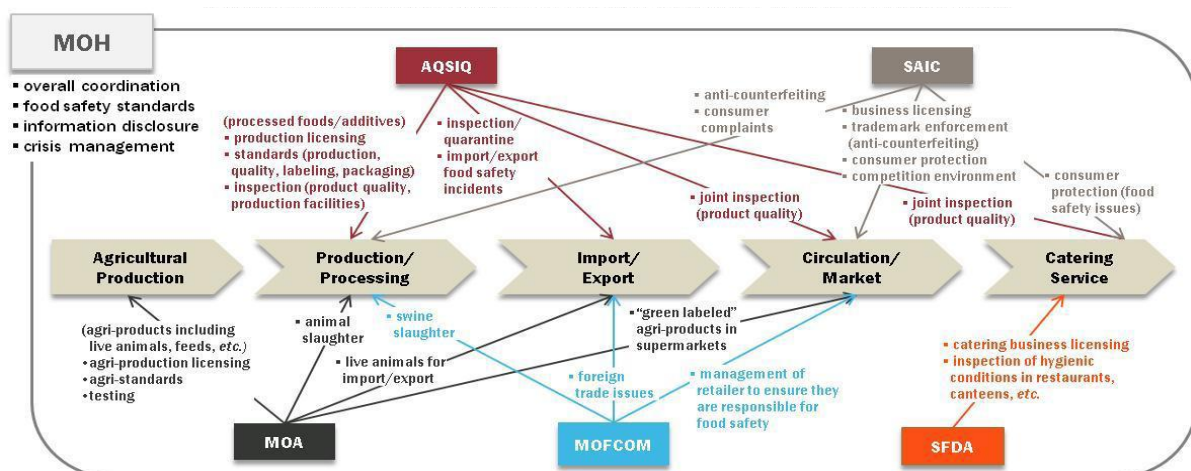 MOH
▪ overall coordination
▪ food safety standards
▪ information disclosure
▪ crisis management
AQSIQ
SAIC
(processed foods/additives)
▪ production licensing
▪ standards (production,
quality, labeling, packaging)
▪ inspection (product quality,
production facilities)
▪ inspection/
quarantine
▪ import/export
food safety
incidents
▪ joint inspection
(product quality)
▪ anti-counterfeiting
▪ consumer
complaints
▪ business licensing
▪ trademark enforcement
(anti-counterfeiting)
▪ consumer protection
▪ competition environment
▪ joint inspection
(product quality)
▪ consumer
protection (food
safety issues)
Agricultural
Production
Production/
Processing
Import/
Export
Circulation/
Market
Catering
Service
(agri-products including
live animals, feeds, etc.)
•agri-production licensing
•agri-standards
•testing
▪ animal
slaughter
▪ swine
slaughter
▪ live animals for
import/export
▪ foreign
trade issues
▪ “green labeled”
agri-products in
supermarkets
▪ management of
retailer to ensure they
are responsible for
food safety
▪ catering business licensing
▪ inspection of hygienic
conditions in restaurants,
canteens, etc.
MOA
MOFCOM
SFDA